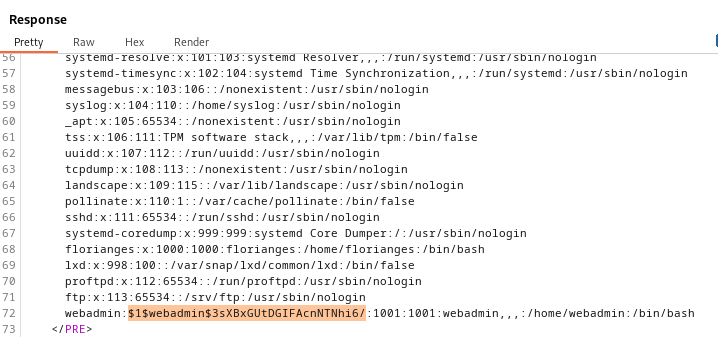 Response
Pretty Raw Hex Render
56 systemd-resolve:x:101:103:systemd Resolver,,,:/run/systemd:/usr/sbin/nologin
57 systemd-timesync:x:102:104:systemd Time Synchronization,,,:/run/systemd:/usr/sbin/nologin
58 messagebus:x:103:106::/nonexistent:/usr/sbin/nologin
59 syslog:x:104:110::/home/syslog:/usr/sbin/nologin
60 _apt:x:105:65534::/nonexistent:/usr/sbin/nologin
61 tss:x:106:111:TPM software stack,,,:/var/lib/tpm:/bin/false
62 uuidd:x:107:112::/run/uuidd:/usr/sbin/nologin
63 tcpdump:x:108:113::/nonexistent:/usr/sbin/nologin
64 landscape:x:109:115::/var/lib/landscape:/usr/sbin/nologin
65 pollinate:x:110:1::/var/cache/pollinate:/bin/false
66 sshd:x:111:65534::/run/sshd:/usr/sbin/nologin
67 systemd-coredump:x:999:999:systemd Core Dumper:/:/usr/sbin/nologin
68 florianges:x:1000:1000:florianges:/home/florianges:/bin/bash
69 lxd:x:998:100::/var/snap/lxd/common/lxd:/bin/false
70 proftpd:x:112:65534::/run/proftpd:/usr/sbin/nologin
71 ftp:x:113:65534::/srv/ftp:/usr/sbin/nologin
72 webadmin:$1$webadmin$3sXBxGUtDGIFAcnNTNhi6/:1001:1001:webadmin,,,:/home/webadmin:/bin/bash
73 </PRE>